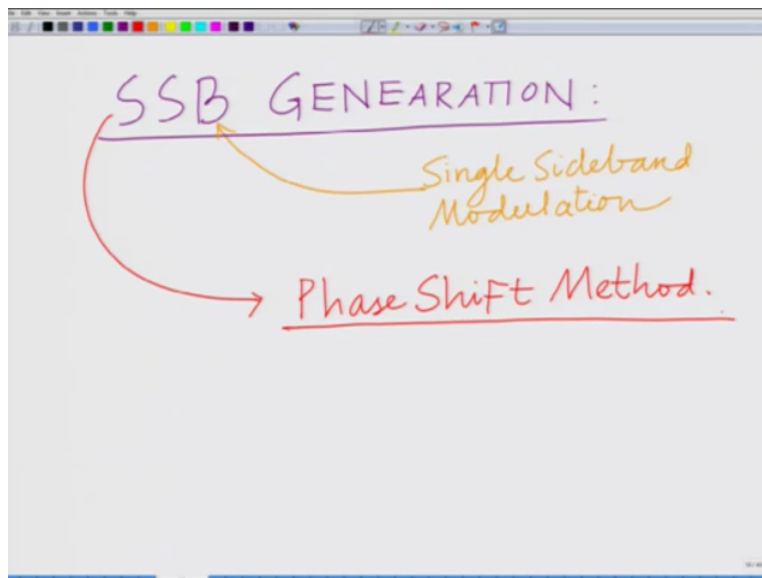 SSB GENEARATION :
Single Sideband
Modulation
Phase Shift Method.